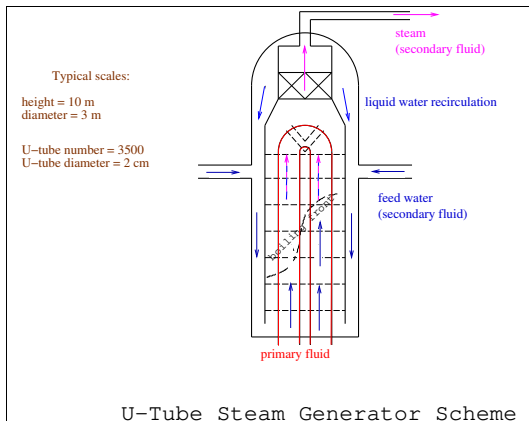 steam
(secondary fluid)
Typical scales:
height = 10 m
diameter = 3 m
liquid water recirculation
U-tube number = 3500
U-tube diameter = 2 cm
feed water
(secondary fluid)
boiling front
primary fluid
U-Tube Steam Generator Scheme